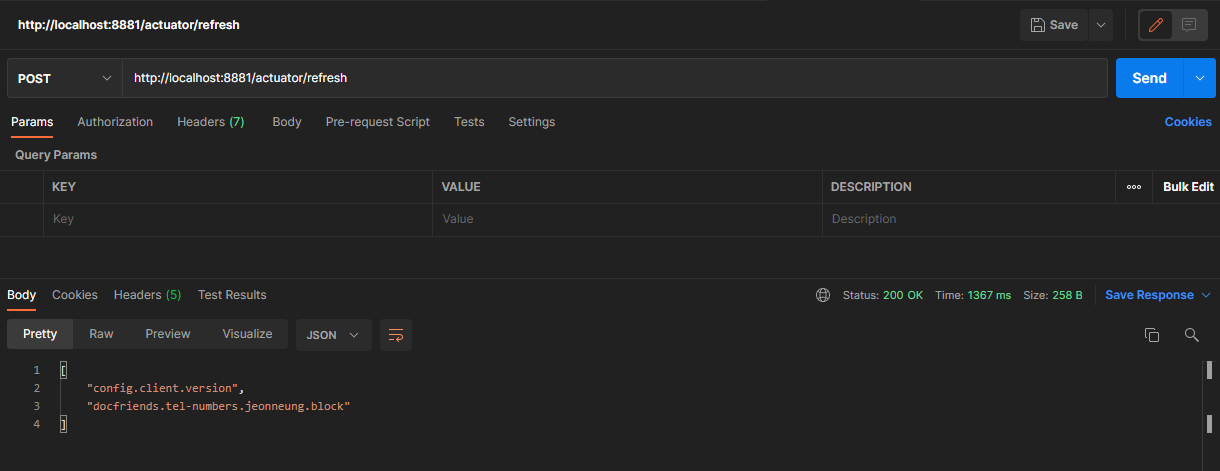 http://localhost:8881/actuator/refresh
Save
POST
http://localhost:8881/actuator/refresh
Send
Params Authorization Headers (7) Body Pre-request Script Tests Settings Cookies
Query Params
KEY VALUE DESCRIPTION Bulk Edit
Key Value Description
Body Cookies Headers (5) Test Results Status: 200 OK Time: 1367 ms Size: 258 B Save Response
Pretty Raw Preview Visualize JSON
1 [
2 "config.client.version",
3 "docfriends.tel-numbers.jeonneung.block"
4 ]